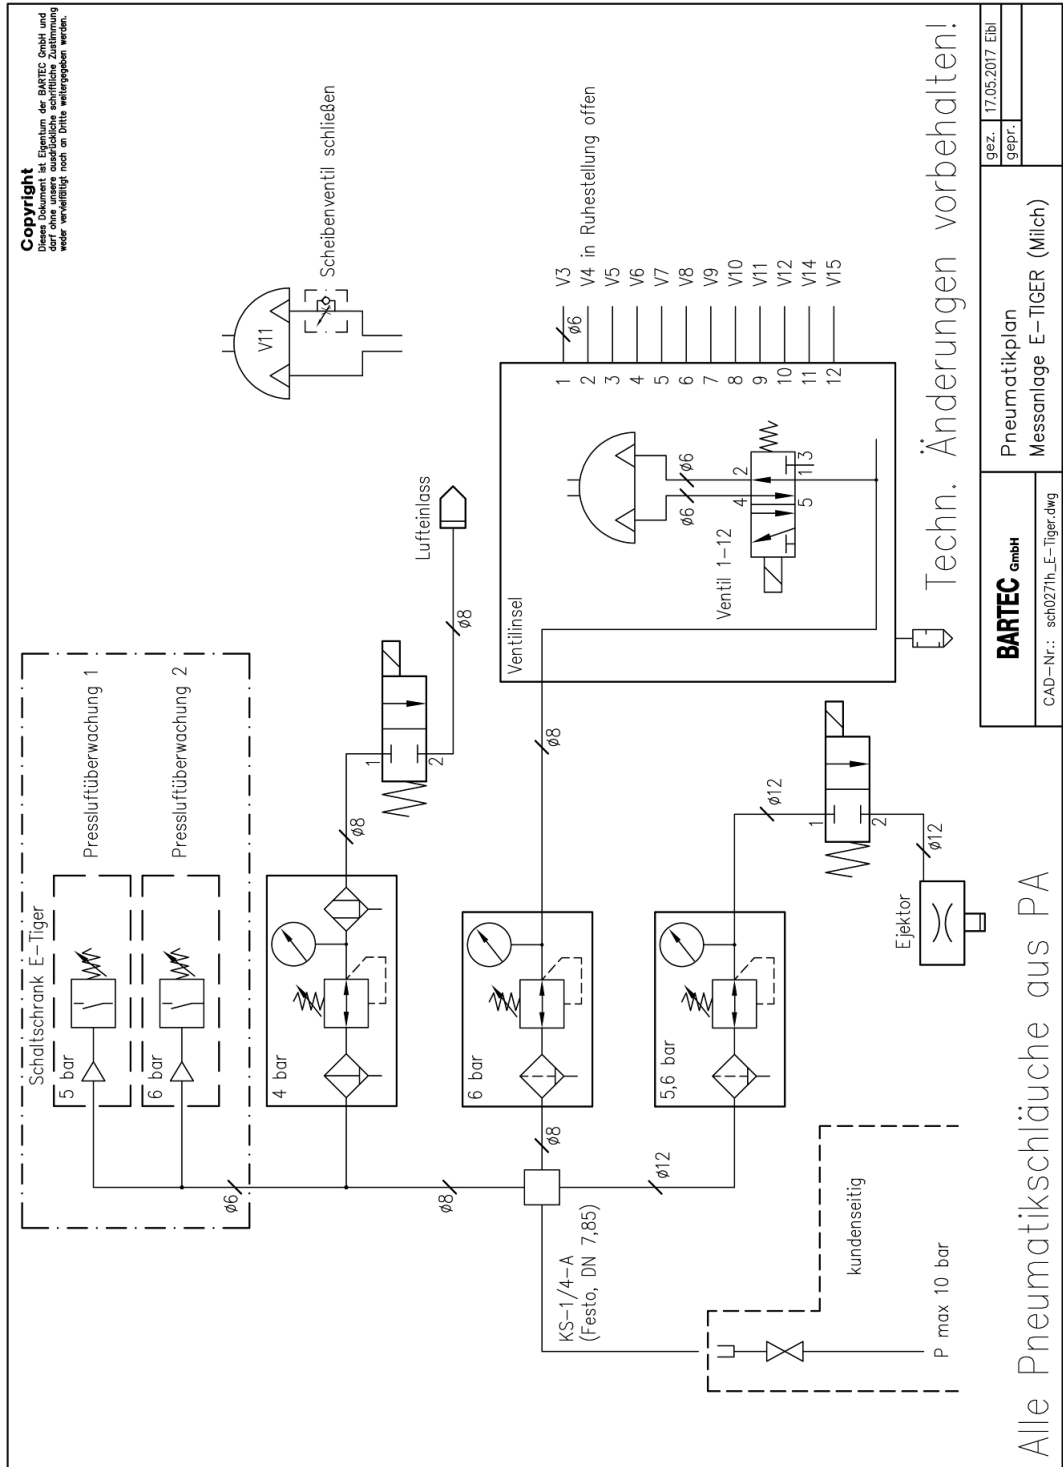 Copyright
Dieses Dokument ist Eigentum der BARTEC GmbH und
darf ohne unsere ausdrückliche schriftliche Zustimmung
weder vervielfältigt noch an Dritte weitergegeben werden.
Schaltschrank E-Tiger
5 bar
Pressluftüberwachung 1
6 bar
Pressluftüberwachung 2
ø6
4 bar
ø8
ø8
1
2
ø8
Lufteinlass
V11
Scheibenventil schließen
6 bar
ø8
ø8
Ventilinsel
Ventil 1-12
ø6
ø6
4
2
5
1
3
1
ø6
V3
2
V4 in Ruhestellung offen
3
V5
4
V6
5
V7
6
V8
7
V9
8
V10
9
V11
10
V12
11
V14
12
V15
5,6 bar
ø12
ø12
1
2
ø12
Ejektor
KS-1/4-A
(Festo, DN 7,85)
kundenseitig
P max 10 bar
Alle Pneumatikschläuche aus PA
Techn. Änderungen vorbehalten!
BARTEC GmbH
CAD-Nr.: sch0271h_E-Tiger.dwg
Pneumatikplan
Messanlage E-TIGER (Milch)
gez.
17.05.2017 Eibl
gepr.